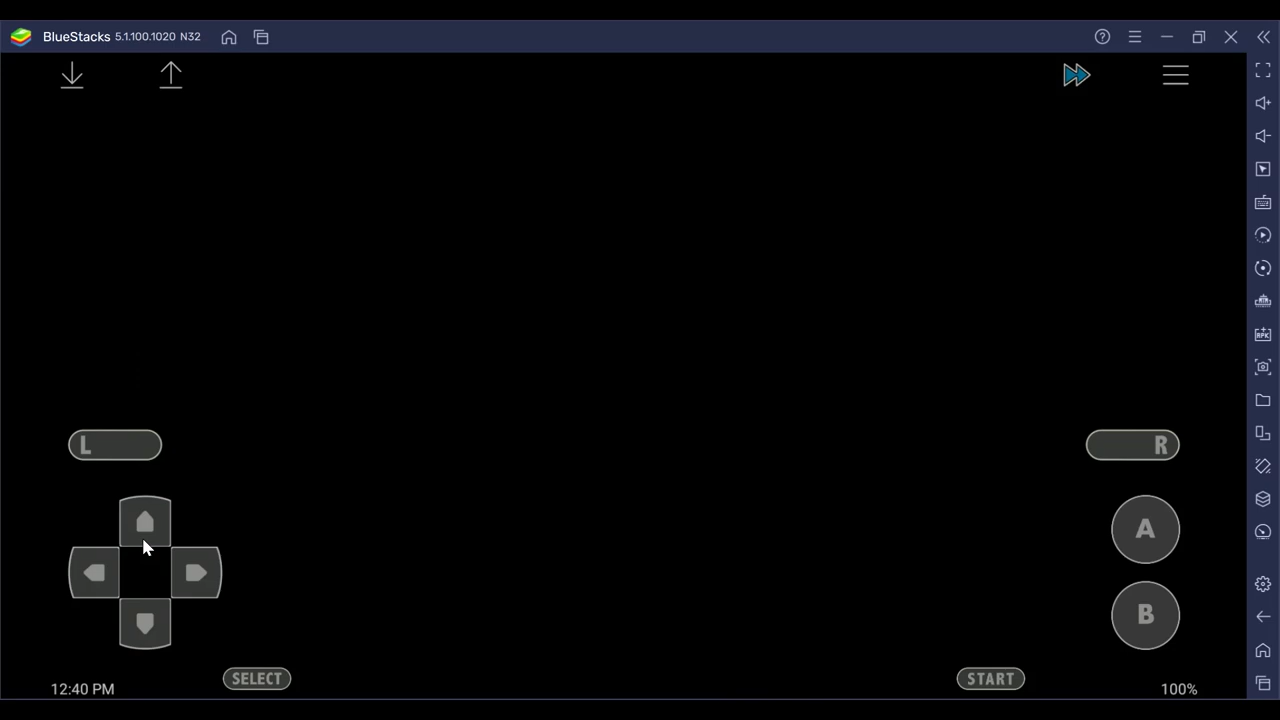 BlueStacks 5.1.100.1020 N32
L
R
A
B
SELECT
START
12:40 PM
100%